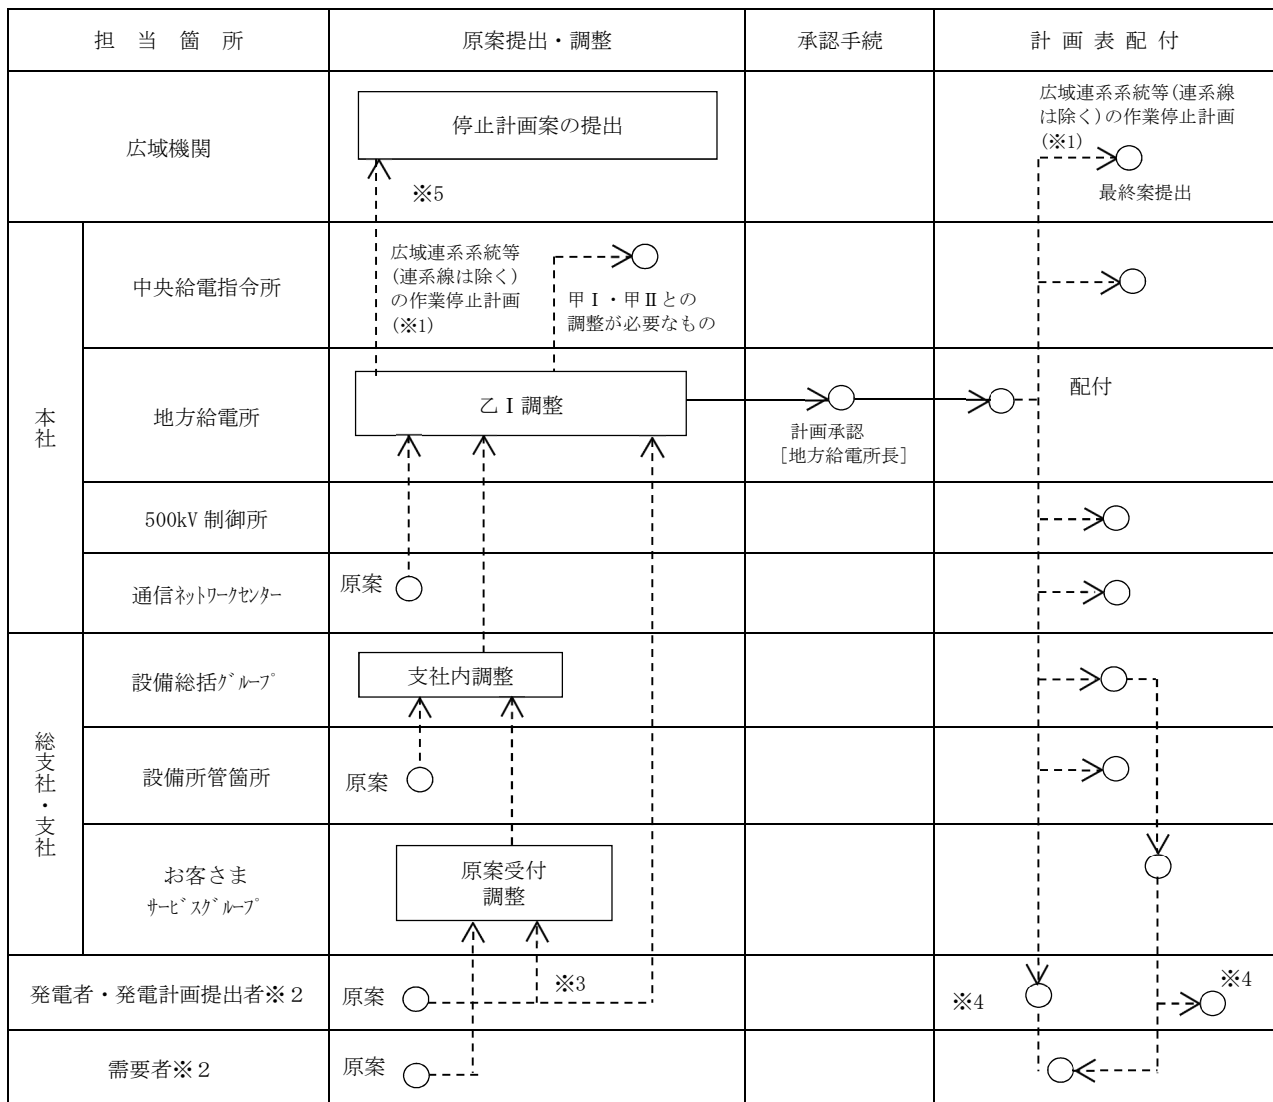 担 当 箇 所
原案提出・調整
承認手続
計 画 表 配 付
広域機関
停止計画案の提出
※5
広域連系系統等(連系線
は除く)の作業停止計画
(※1)
最終案提出
本社
中央給電指令所
広域連系系統等
(連系線は除く)
の作業停止計画
(※1)
甲Ⅰ・甲Ⅱとの
調整が必要なもの
地方給電所
乙Ⅰ調整
計画承認
[地方給電所長]
配付
500kV 制御所
通信ﾈｯﾄﾜｰｸｾﾝﾀｰ
原案
総支社・支社
設備総括ｸﾞﾙｰﾌﾟ
支社内調整
設備所管箇所
原案
お客さま
ｻｰﾋﾞｽｸﾞﾙｰﾌﾟ
原案受付
調整
発電者・発電計画提出者※２
原案
※3
※4
※4
需要者※２
原案